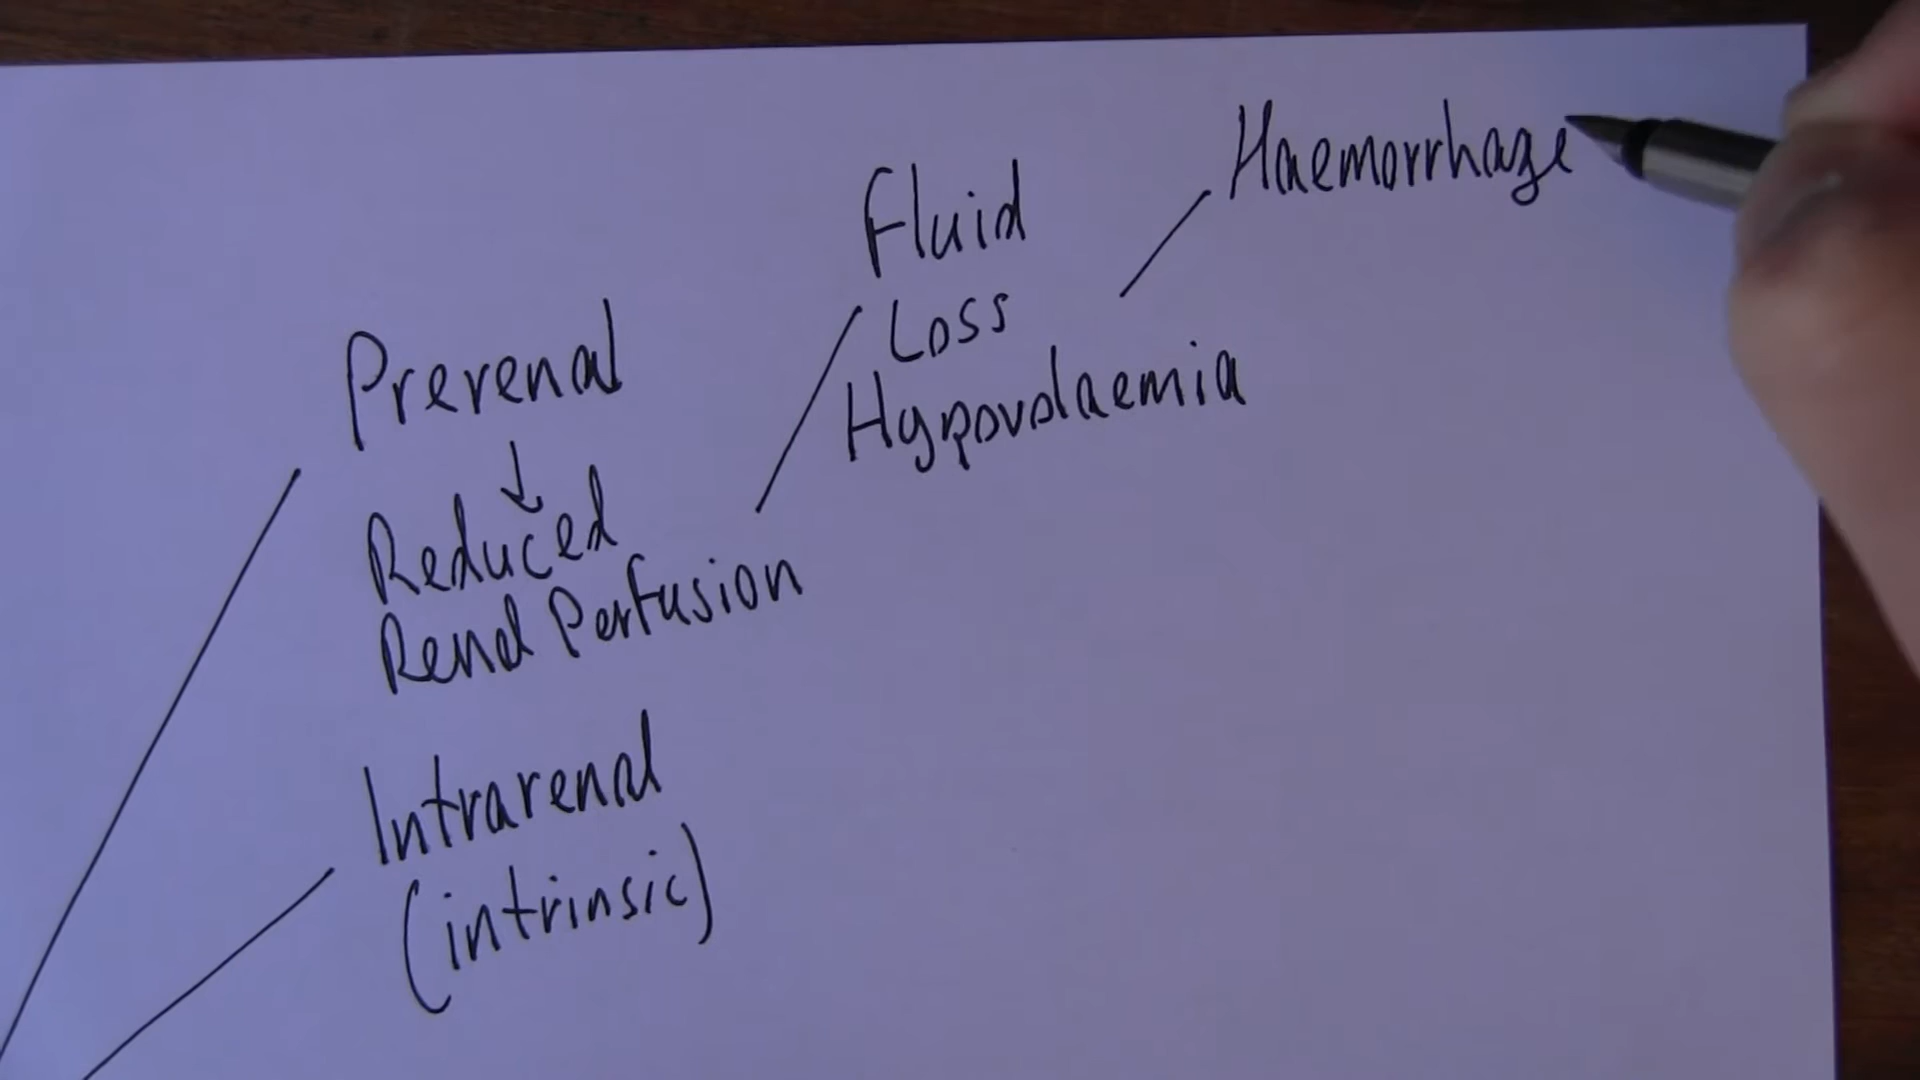 Prerenal
↓
Reduced
Renal Perfusion
Fluid
Loss
Hypovolaemia
Haemorrhage
Intrarenal
(intrinsic)